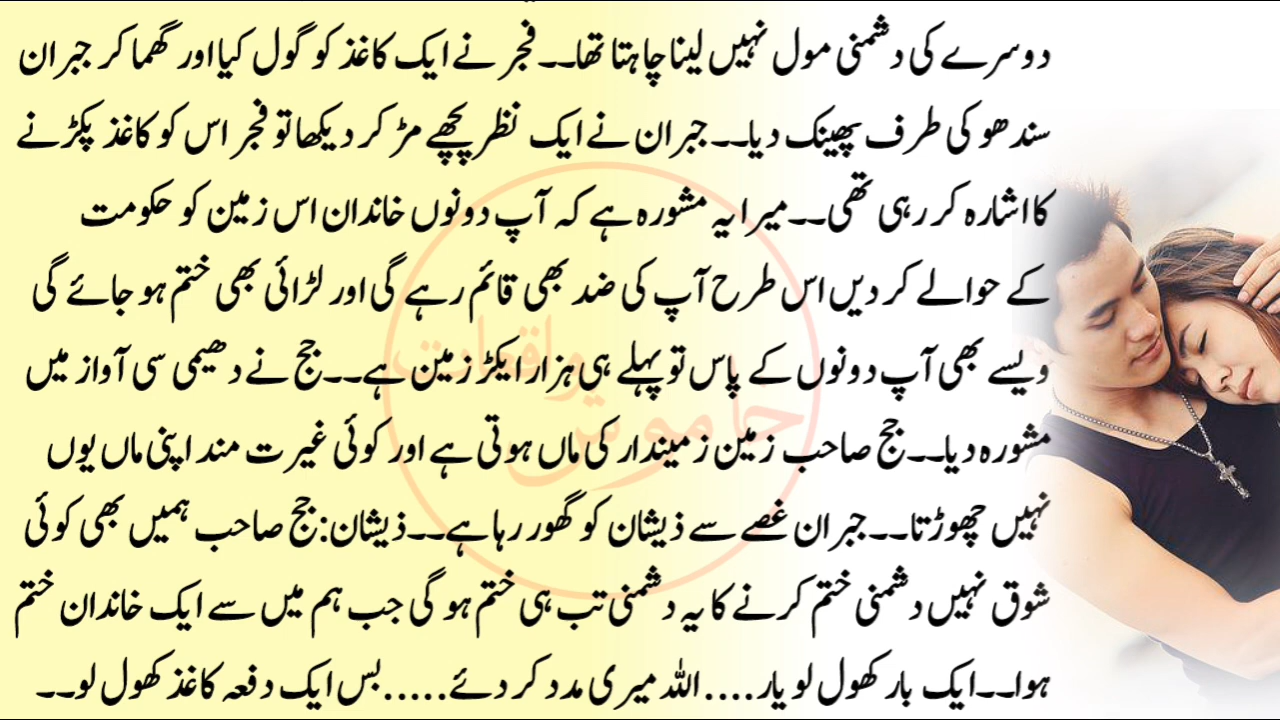 دوسرے کی دشمنی مول نہیں لینا چاہتا تھا۔۔فجر نے ایک کاغذ کو گول کیا اور گھما کر جبران
سندھو کی طرف پھینک دیا۔۔جبران نے ایک نظر پچھے مڑ کر دیکھا تو فجر اس کو کاغذ پکڑنے
کا اشارہ کر رہی تھی۔۔میرا یہ مشورہ ہے کہ آپ دونوں خاندان اس زمین کو حکومت
کے حوالے کر دیں اس طرح آپ کی ضد بھی قائم رہے گی اور لڑائی بھی ختم ہو جائے گی
ویسے بھی آپ دونوں کے پاس تو پہلے ہی ہزار ایکڑ زمین ہے۔۔جج نے دھیمی سی آواز میں
مشورہ دیا۔۔جج صاحب زمین زمیندار کی ماں ہوتی ہے اور کوئی غیرت مند اپنی ماں یوں
نہیں چھوڑتا۔۔جبران غصے سے ذیشان کو گھور رہا ہے۔۔ذیشان:جج صاحب ہمیں بھی کوئی
شوق نہیں دشمنی ختم کرنے کا یہ دشمنی تب ہی ختم ہو گی جب ہم میں سے ایک خاندان ختم
ہوا۔۔ایک بار کھول لو یار....اللہ میری مدد کر دئے.....بس ایک دفعہ کاغذ کھول لو۔۔